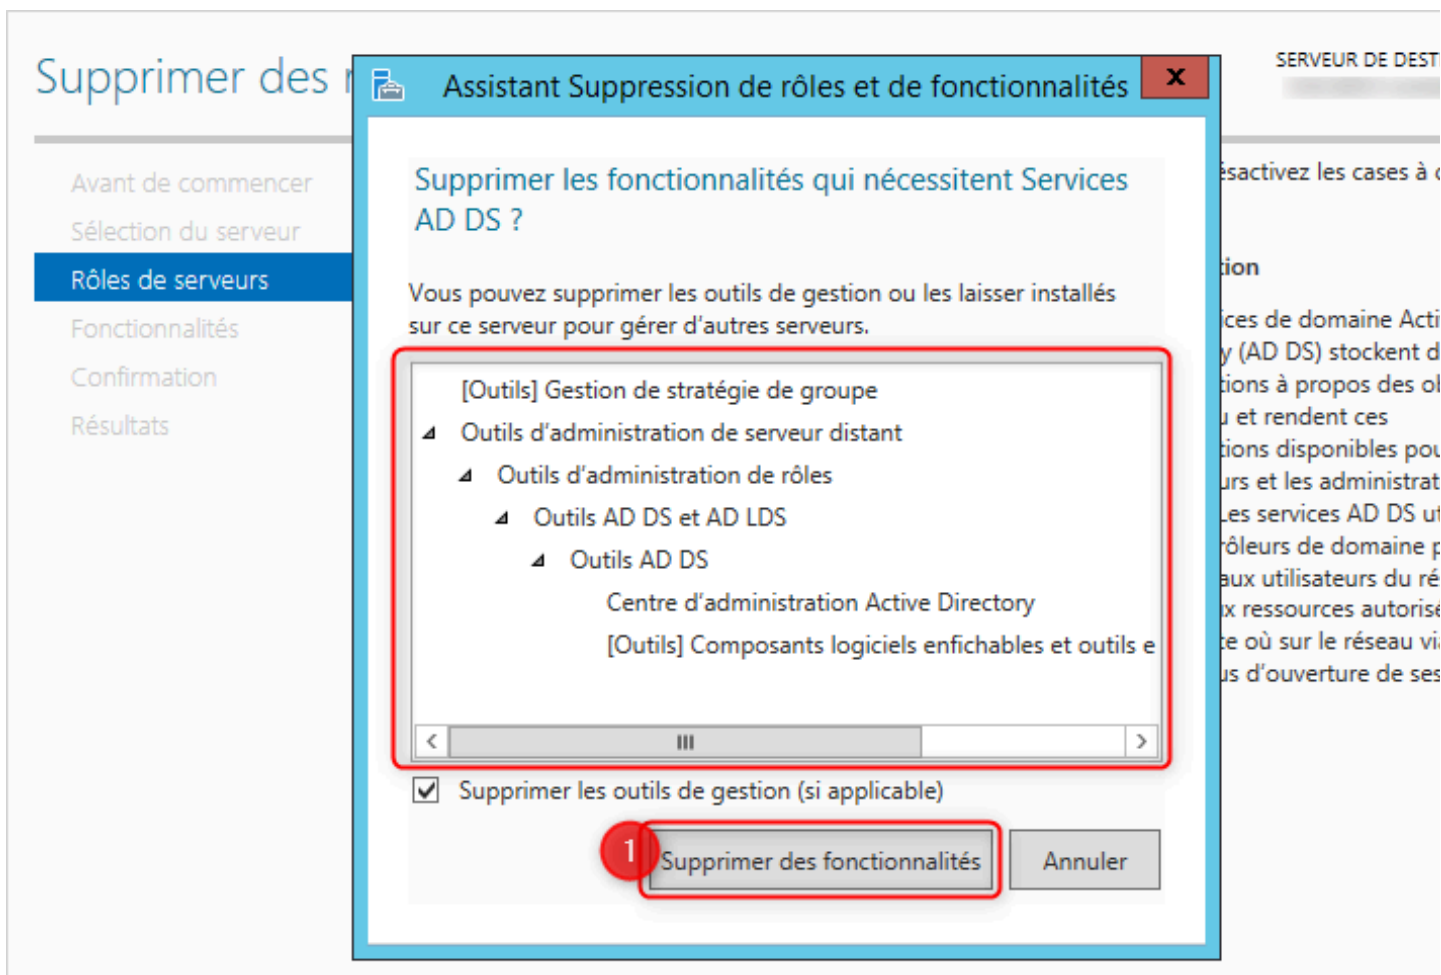 Supprimer des
SERVEUR DE DESTI
Assistant Suppression de rôles et de fonctionnalités
x
Avant de commencer
Sélection du serveur
Rôles de serveurs
Fonctionnalités
Confirmation
Résultats
Supprimer les fonctionnalités qui nécessitent Services
AD DS ?
Vous pouvez supprimer les outils de gestion ou les laisser installés
sur ce serveur pour gérer d'autres serveurs.
[Outils] Gestion de stratégie de groupe
Outils d'administration de serveur distant
Outils d'administration de rôles
Outils AD DS et AD LDS
Outils AD DS
Centre d'administration Active Directory
[Outils] Composants logiciels enfichables et outils e
Supprimer les outils de gestion (si applicable)
1
Supprimer des fonctionnalités
Annuler
ésactivez les cases à
tion
ices de domaine Acti
y (AD DS) stockent d
tions à propos des ob
u et rendent ces
tions disponibles pou
urs et les administrat
Les services AD DS ut
rôleurs de domaine p
aux utilisateurs du ré
ux ressources autorisé
te où sur le réseau via
us d'ouverture de ses